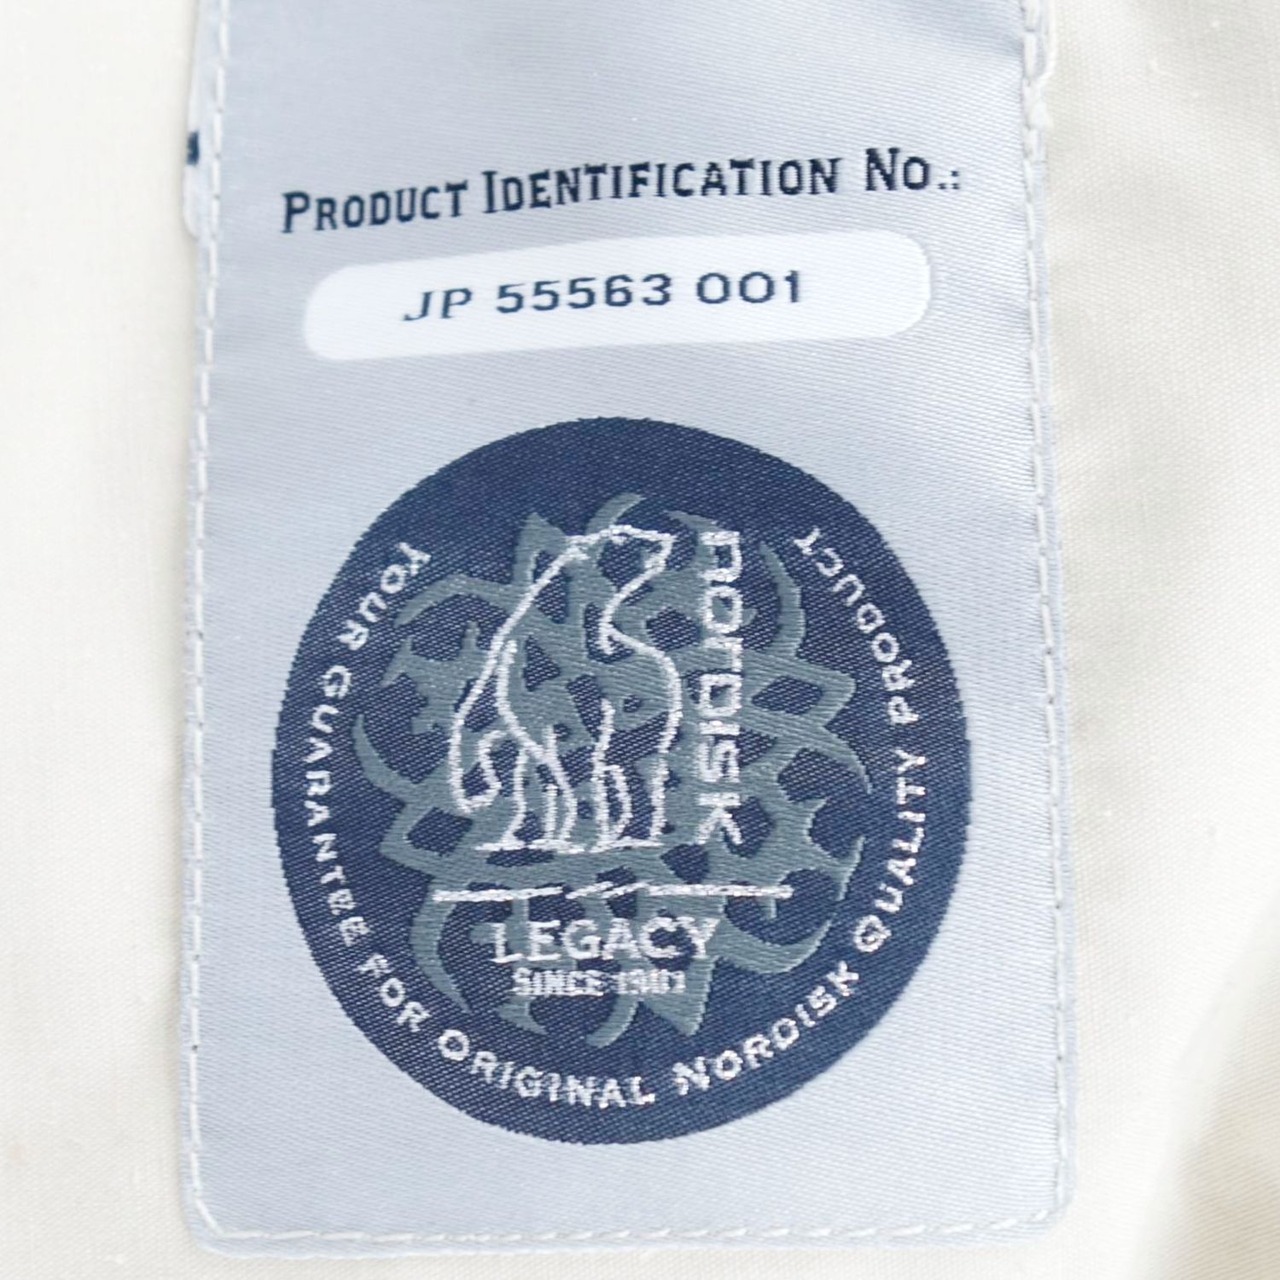 PRODUCT IDENTIFICATION NO.:
JP 55563 001
NORDISK
LEGACY
SINCE 1901
YOUR GUARANTEE FOR ORIGINAL NORDISK QUALITY PRODUCT